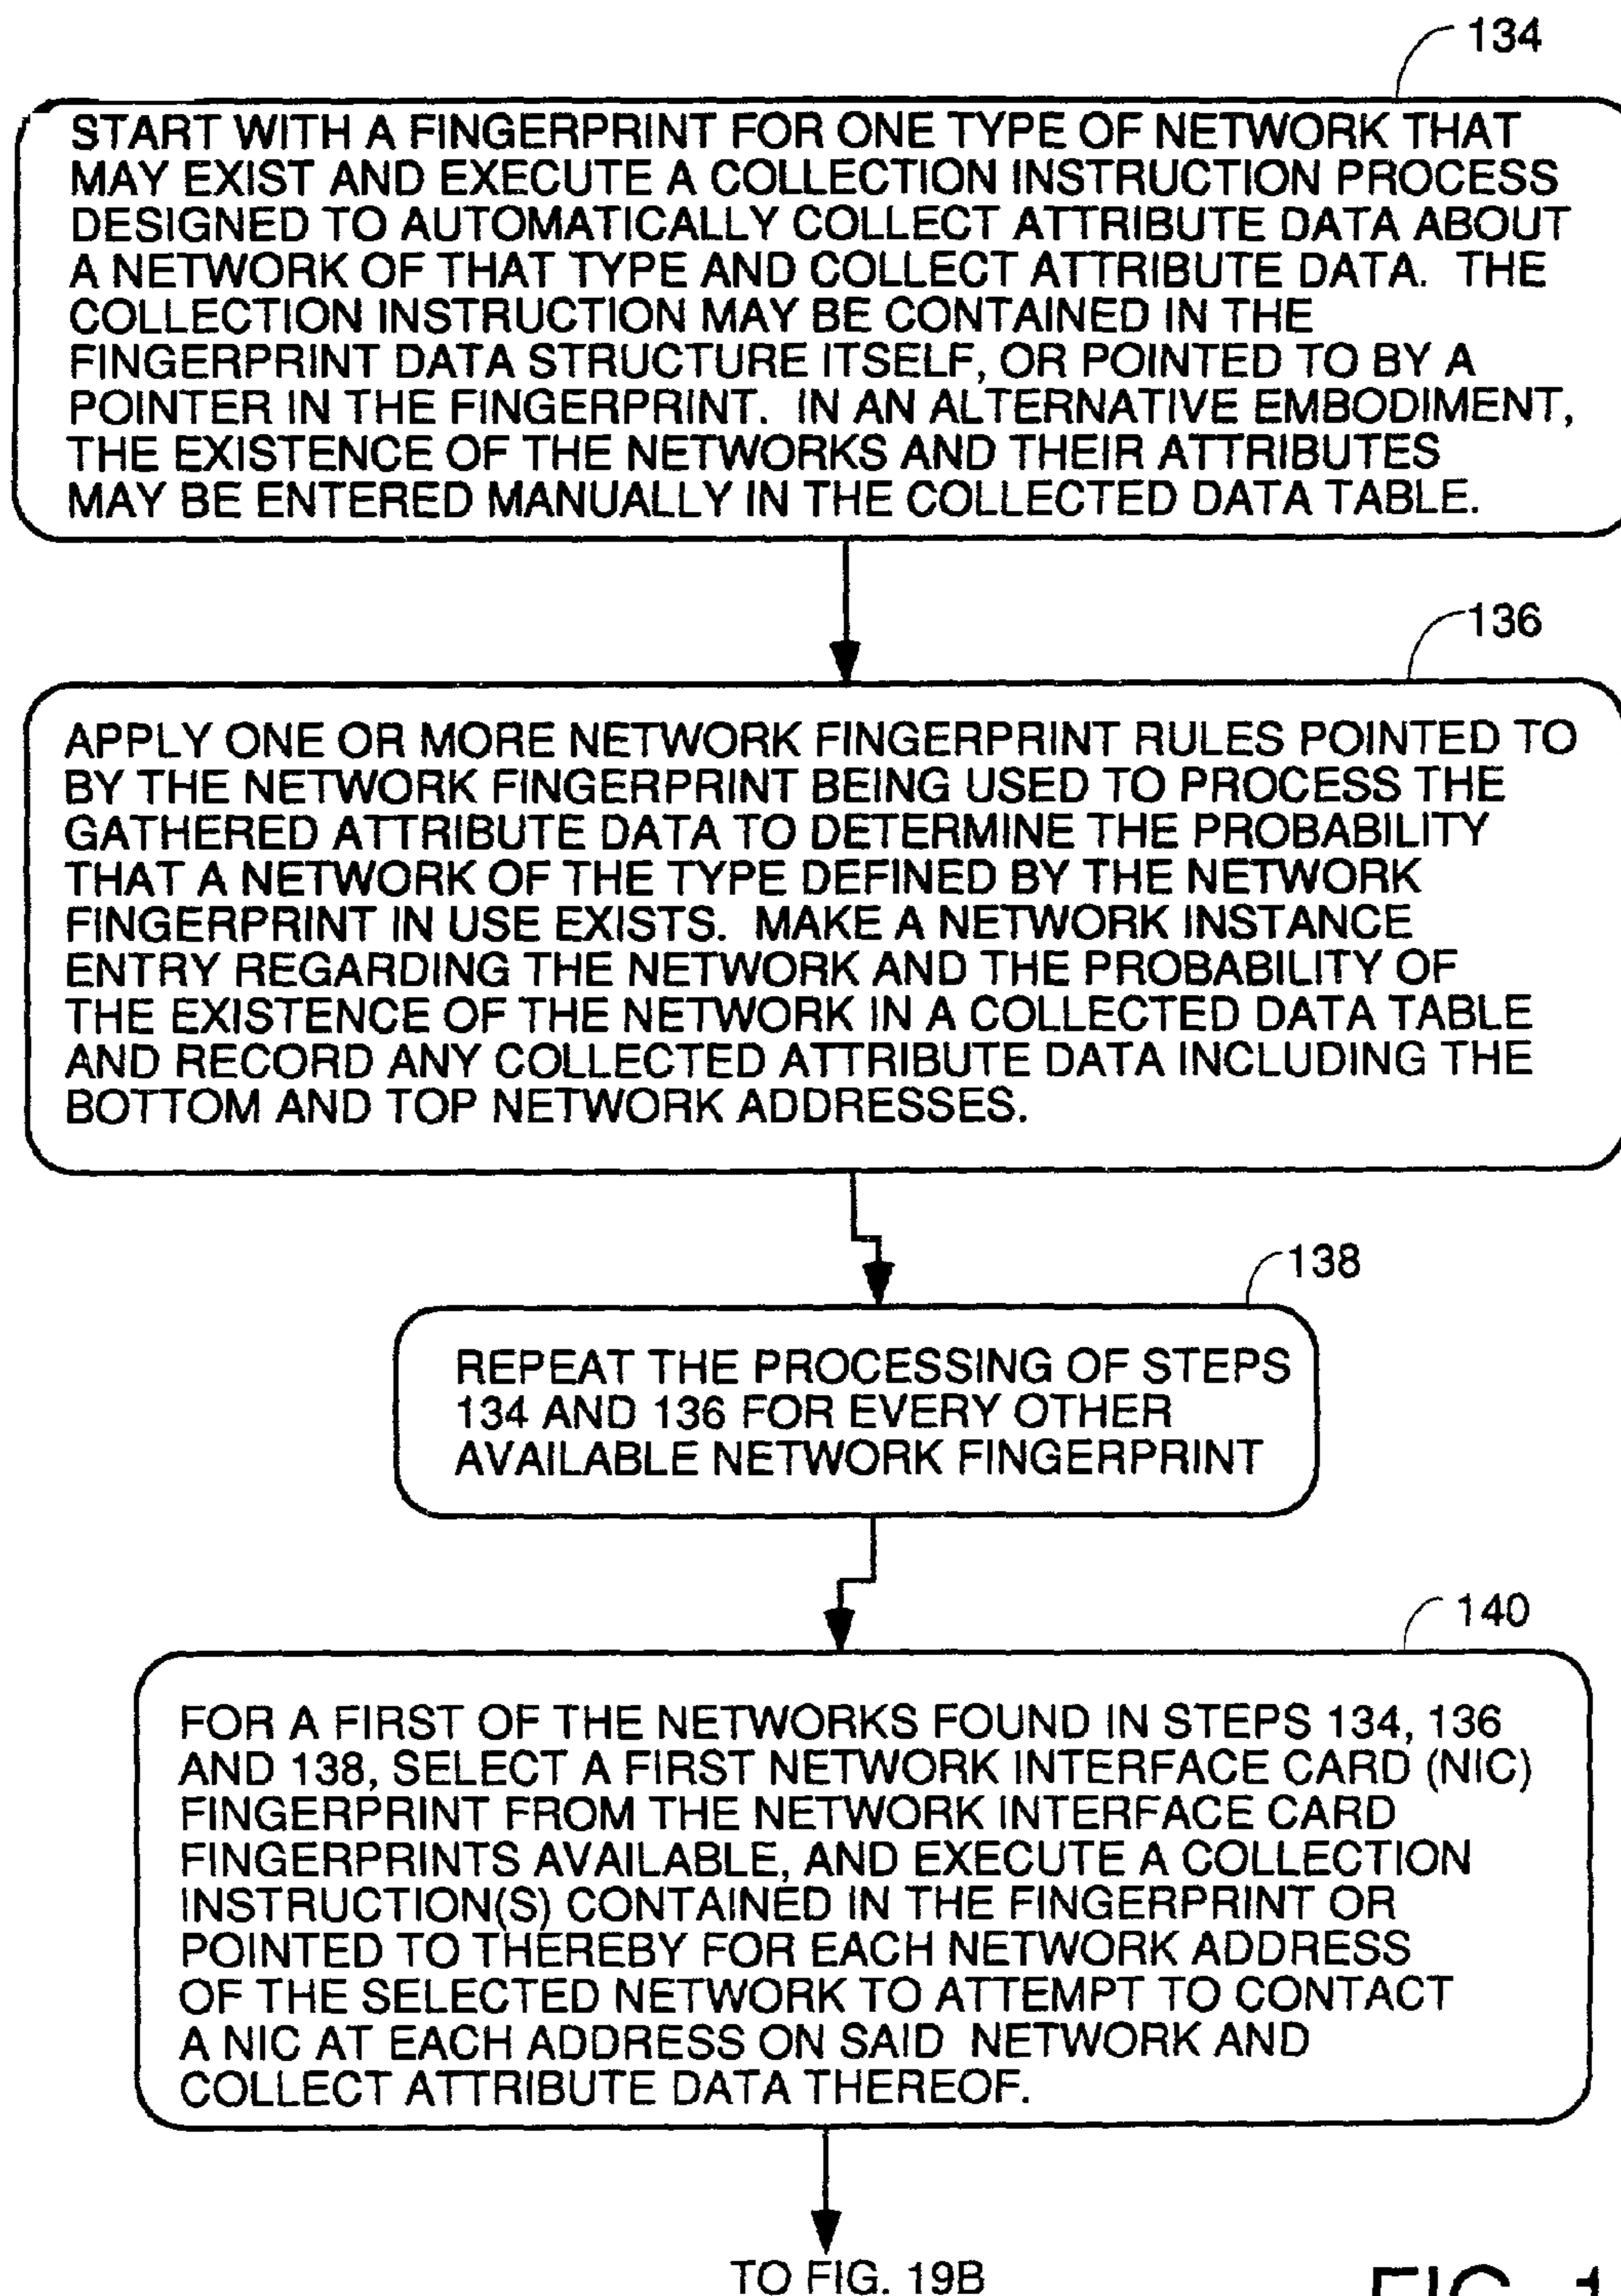 134
START WITH A FINGERPRINT FOR ONE TYPE OF NETWORK THAT
MAY EXIST AND EXECUTE A COLLECTION INSTRUCTION PROCESS
DESIGNED TO AUTOMATICALLY COLLECT ATTRIBUTE DATA ABOUT
A NETWORK OF THAT TYPE AND COLLECT ATTRIBUTE DATA. THE
COLLECTION INSTRUCTION MAY BE CONTAINED IN THE
FINGERPRINT DATA STRUCTURE ITSELF, OR POINTED TO BY A
POINTER IN THE FINGERPRINT. IN AN ALTERNATIVE EMBODIMENT,
THE EXISTENCE OF THE NETWORKS AND THEIR ATTRIBUTES
MAY BE ENTERED MANUALLY IN THE COLLECTED DATA TABLE.
136
APPLY ONE OR MORE NETWORK FINGERPRINT RULES POINTED TO
BY THE NETWORK FINGERPRINT BEING USED TO PROCESS THE
GATHERED ATTRIBUTE DATA TO DETERMINE THE PROBABILITY
THAT A NETWORK OF THE TYPE DEFINED BY THE NETWORK
FINGERPRINT IN USE EXISTS. MAKE A NETWORK INSTANCE
ENTRY REGARDING THE NETWORK AND THE PROBABILITY OF
THE EXISTENCE OF THE NETWORK IN A COLLECTED DATA TABLE
AND RECORD ANY COLLECTED ATTRIBUTE DATA INCLUDING THE
BOTTOM AND TOP NETWORK ADDRESSES.
138
REPEAT THE PROCESSING OF STEPS
134 AND 136 FOR EVERY OTHER
AVAILABLE NETWORK FINGERPRINT
140
FOR A FIRST OF THE NETWORKS FOUND IN STEPS 134, 136
AND 138, SELECT A FIRST NETWORK INTERFACE CARD (NIC)
FINGERPRINT FROM THE NETWORK INTERFACE CARD
FINGERPRINTS AVAILABLE, AND EXECUTE A COLLECTION
INSTRUCTION(S) CONTAINED IN THE FINGERPRINT OR
POINTED TO THEREBY FOR EACH NETWORK ADDRESS
OF THE SELECTED NETWORK TO ATTEMPT TO CONTACT
A NIC AT EACH ADDRESS ON SAID NETWORK AND
COLLECT ATTRIBUTE DATA THEREOF.
TO FIG. 19B
FIG. 1